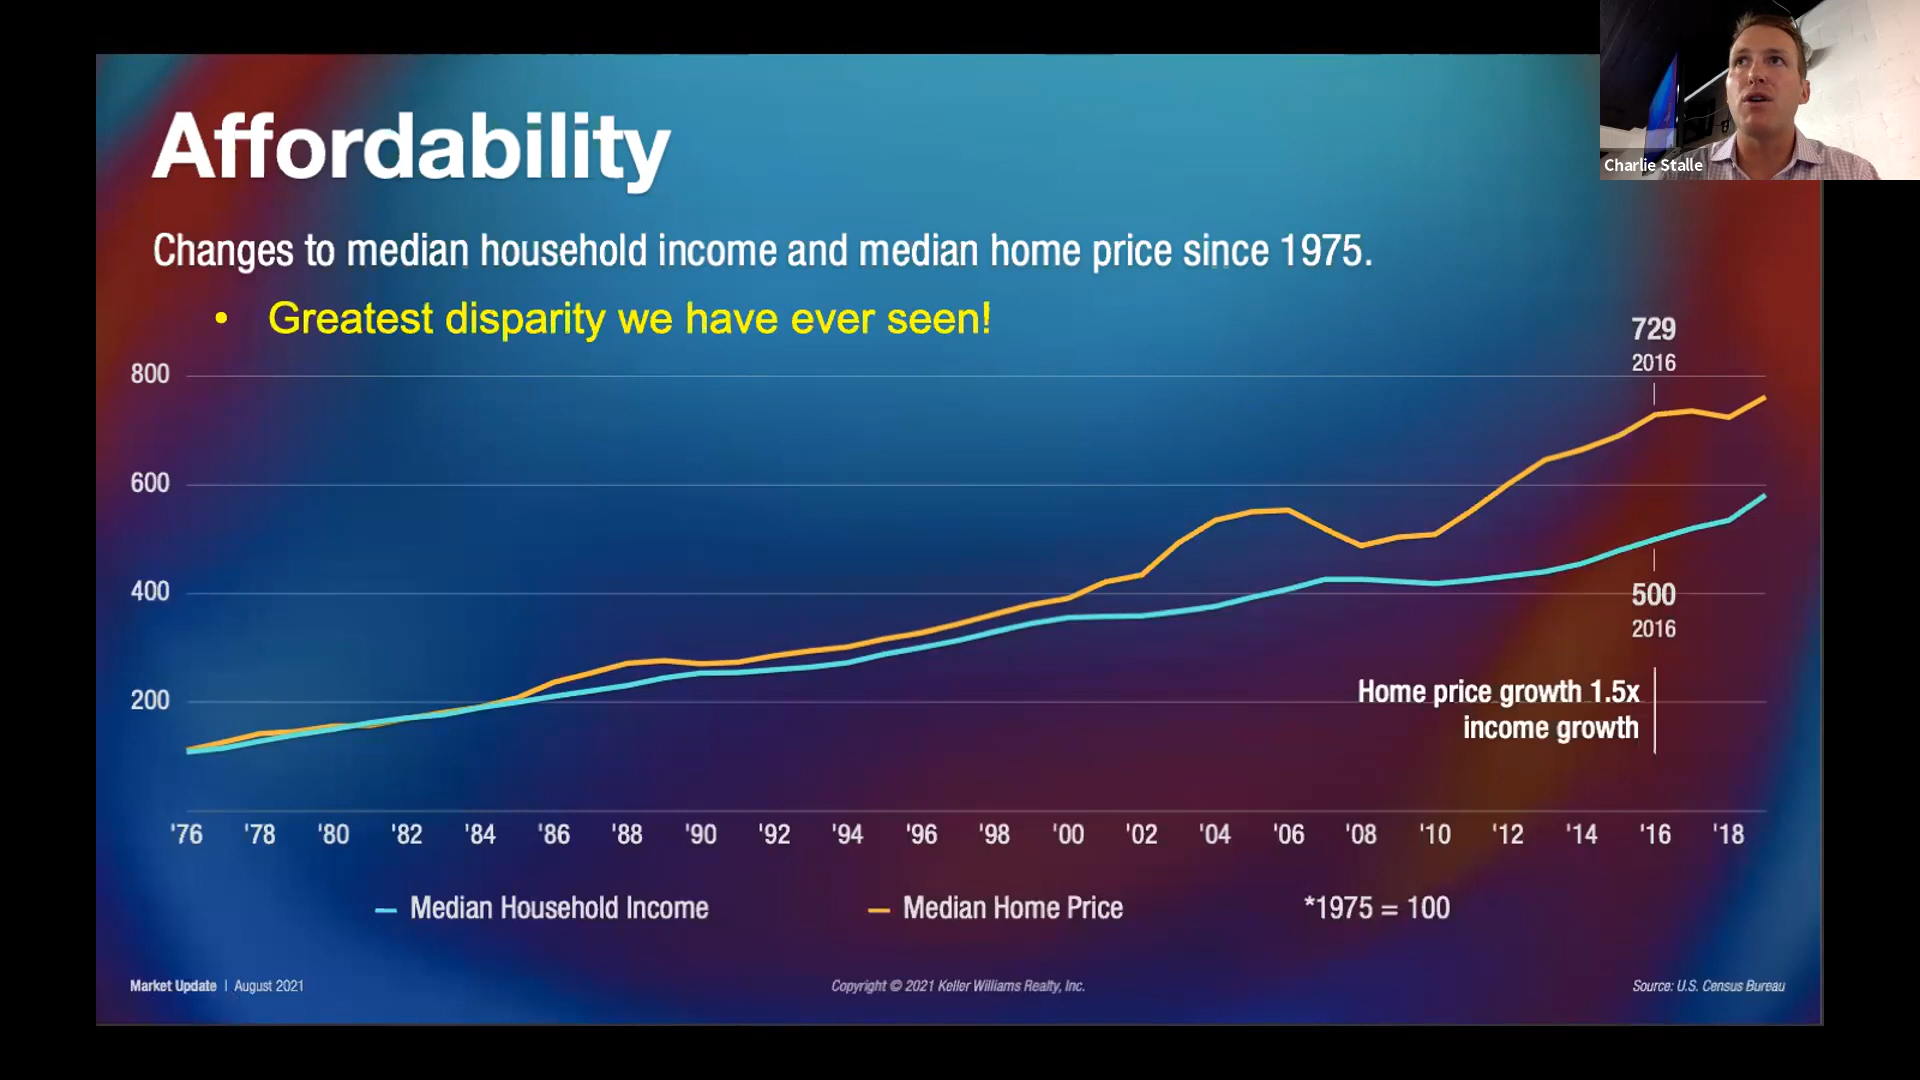 Charlie Stalle
Affordability
Changes to median household income and median home price since 1975.
• Greatest disparity we have ever seen!
729
2016
800
600
400
200
500
2016
Home price growth 1.5x
income growth
'76 '78 '80 '82 '84 '86 '88 '90 '92 '94 '96 '98 '00 '02 '04 '06 '08 '10 '12 '14 '16 '18
Median Household Income Median Home Price *1975 = 100
Market Update | August 2021 Copyright © 2021 Keller Williams Realty, Inc. Source: U.S. Census Bureau